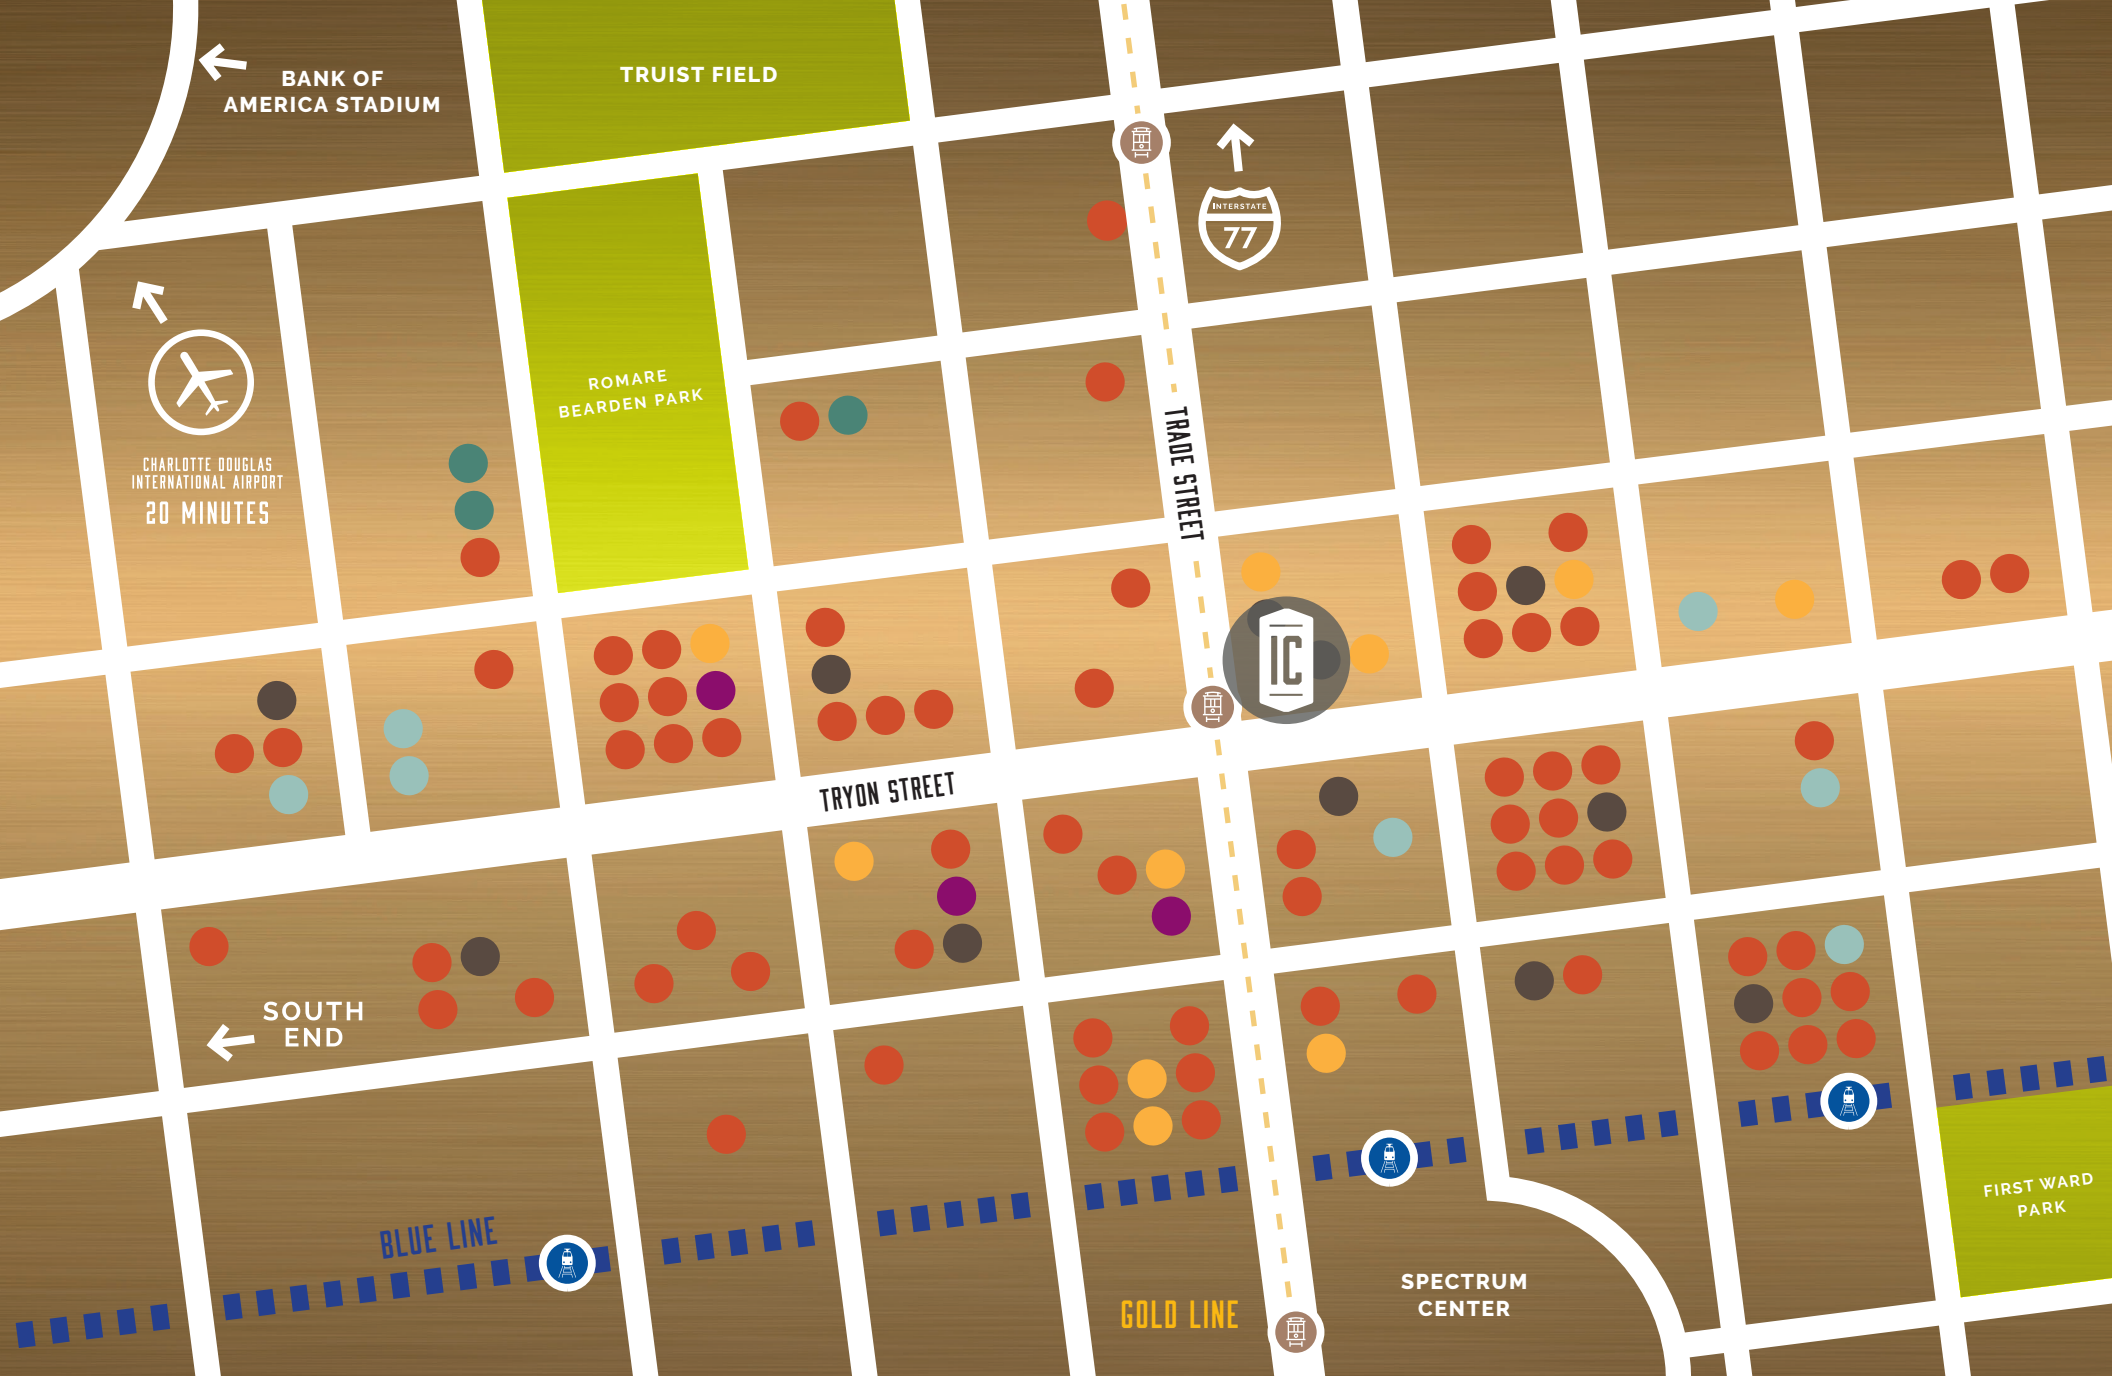 BANK OF
AMERICA STADIUM
TRUIST FIELD
INTERSTATE
77
ROMARE
BEARDEN PARK
CHARLOTTE DOUGLAS
INTERNATIONAL AIRPORT
20 MINUTES
TRADE STREET
IC
TRYON STREET
SOUTH
END
BLUE LINE
GOLD LINE
SPECTRUM
CENTER
FIRST WARD
PARK